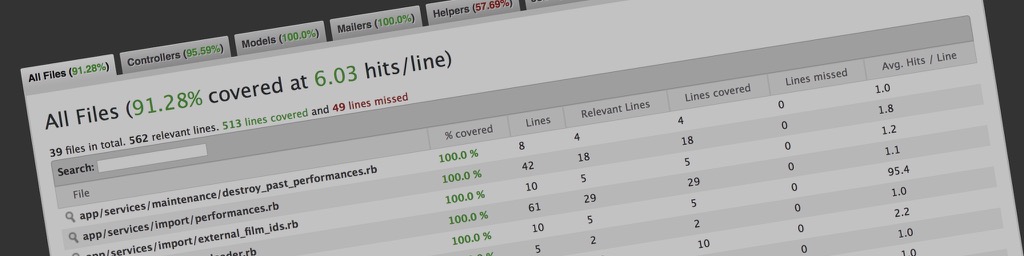 All Files (91.28%) Controllers (95.59%) Models (100.0%) Mailers (100.0%) Helpers (57.69%)
All Files (91.28% covered at 6.03 hits/line)
39 files in total. 562 relevant lines. 513 lines covered and 49 lines missed
Search:
File % covered Lines Relevant Lines Lines covered Lines missed Avg. Hits / Line
app/services/maintenance/destroy_past_performances.rb 100.0 % 8 4 4 0 1.0
app/services/import/performances.rb 100.0 % 42 18 18 0 1.8
app/services/import/external_film_ids.rb 100.0 % 10 5 5 0 1.2
100.0 % 61 29 29 0 1.1
100.0 % 10 5 5 0 95.4
5 2 2 0 1.0
10 0 2.2
0 1.0
1.0